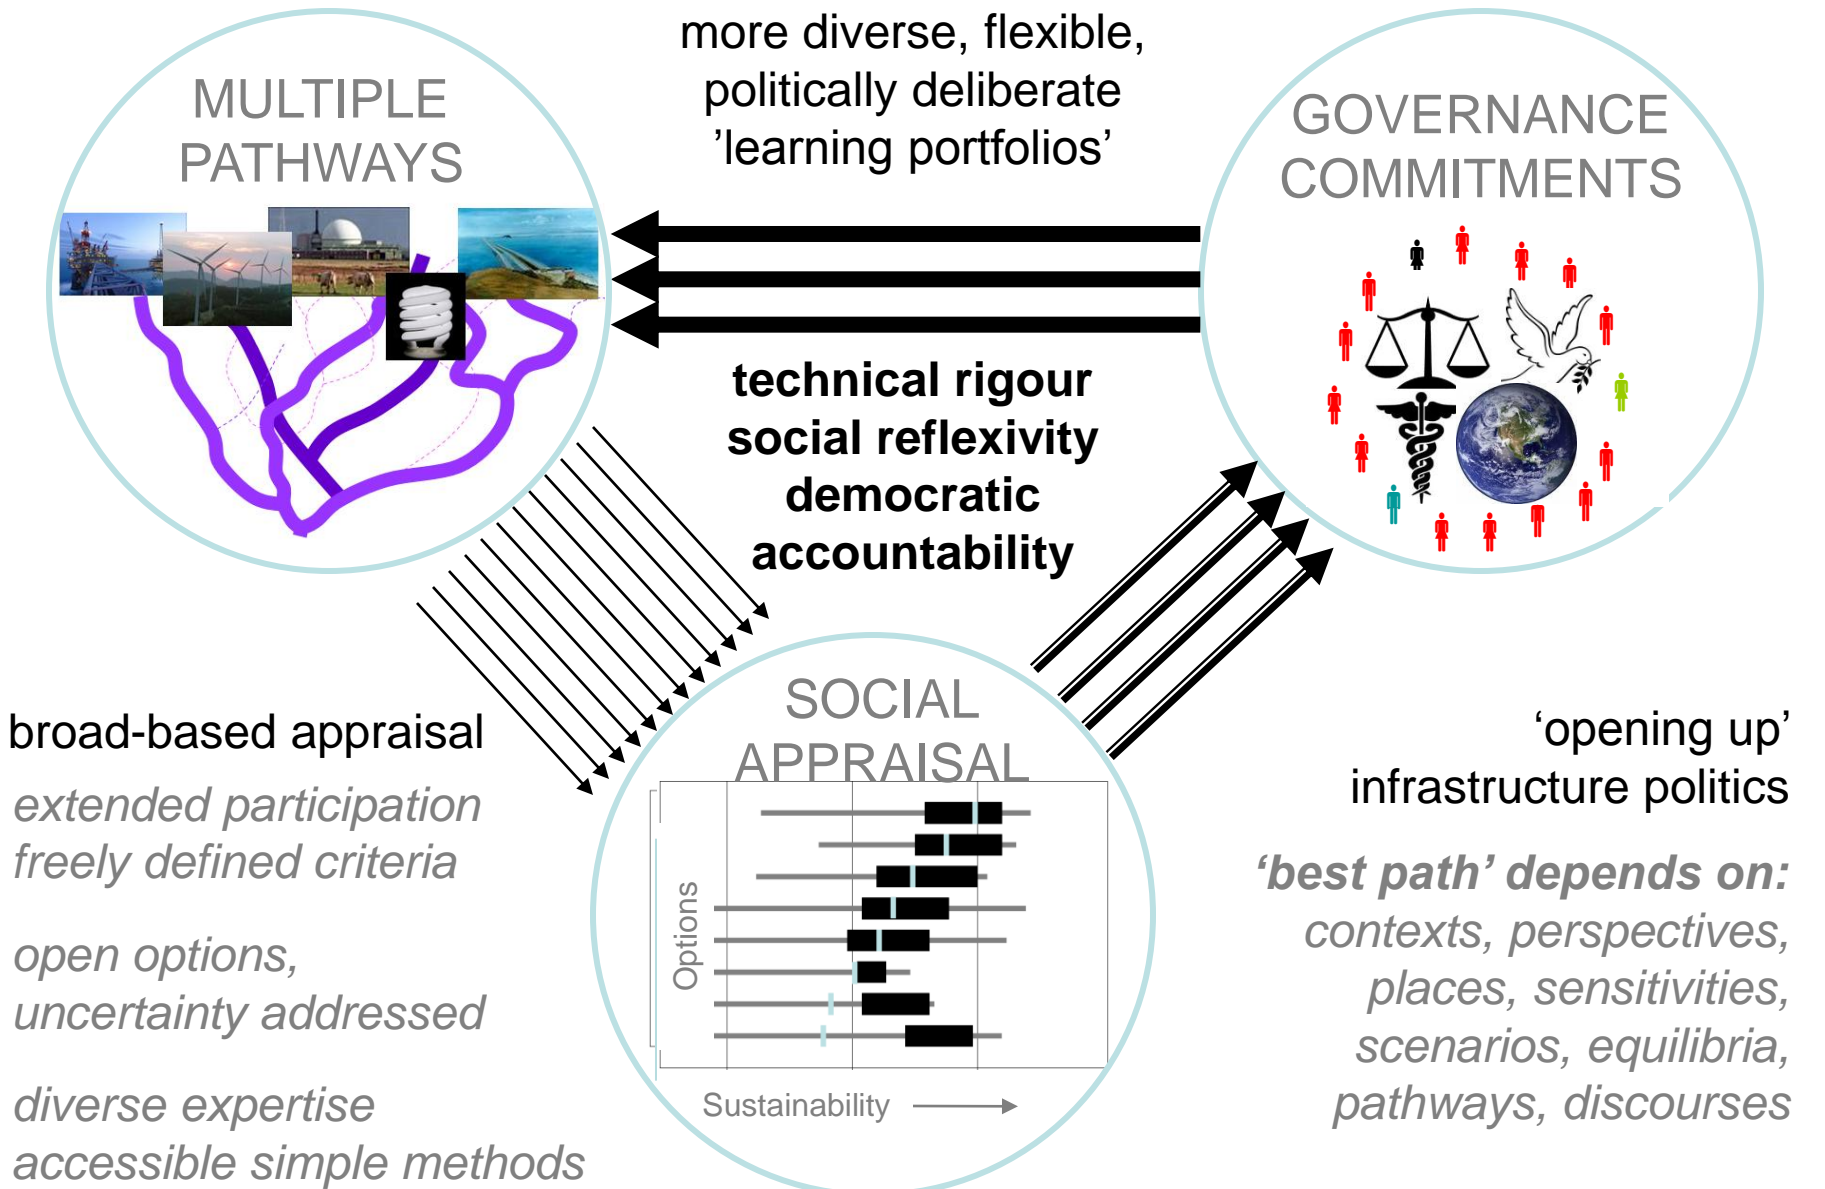 more diverse, flexible,
politically deliberate
’learning portfolios’
MULTIPLE
PATHWAYS
GOVERNANCE
COMMITMENTS
technical rigour
social reflexivity
democratic
accountability
SOCIAL
APPRAISAL
Options
Sustainability
broad-based appraisal
extended participation
freely defined criteria
open options,
uncertainty addressed
diverse expertise
accessible simple methods
‘opening up’
infrastructure politics
‘best path’ depends on:
contexts, perspectives,
places, sensitivities,
scenarios, equilibria,
pathways, discourses